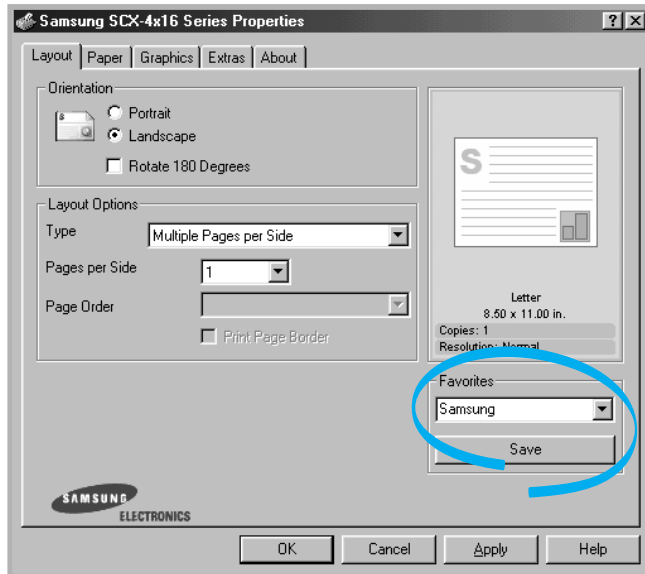 Samsung SCX-4x16 Series Properties
Layout Paper Graphics Extras About
Orientation
Portrait
Landscape
Rotate 180 Degrees
Layout Options
Type Multiple Pages per Side
Pages per Side 1
Page Order
Print Page Border
S
S
Letter
8.50 x 11.00 in.
Copies: 1
Resolution: Normal
Favorites
Samsung
Save
SAMSUNG
ELECTRONICS
OK Cancel Apply Help